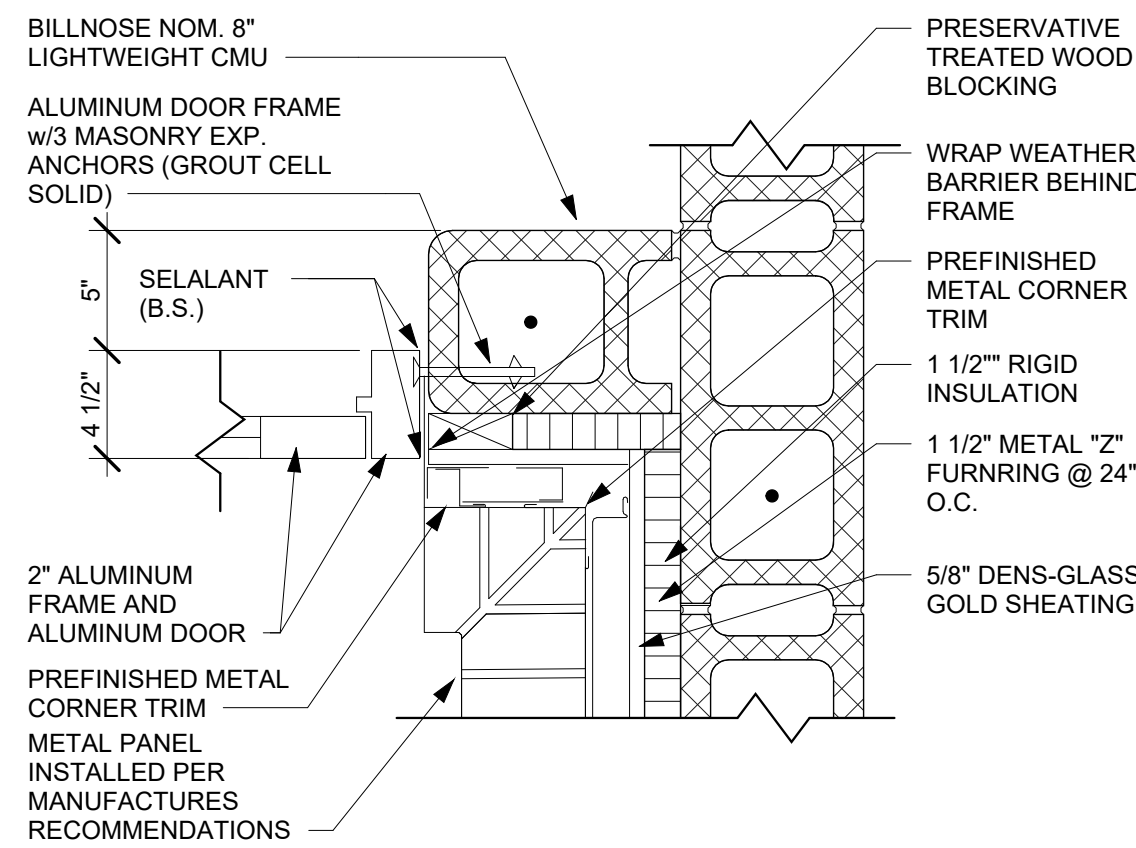 BILLNOSE NOM. 8"
LIGHTWEIGHT CMU
ALUMINUM DOOR FRAME
w/3 MASONRY EXP.
ANCHORS (GROUT CELL
SOLID)
5"
SELALANT
(B.S.)
4 1/2"
2" ALUMINUM
FRAME AND
ALUMINUM DOOR
PREFINISHED METAL
CORNER TRIM
METAL PANEL
INSTALLED PER
MANUFACTURES
RECOMMENDATIONS
PRESERVATIVE
TREATED WOOD
BLOCKING
WRAP WEATHER
BARRIER BEHIND
FRAME
PREFINISHED
METAL CORNER
TRIM
1 1/2"" RIGID
INSULATION
1 1/2" METAL "Z"
FURNRING @ 24"
O.C.
5/8" DENS-GLASS
GOLD SHEATING